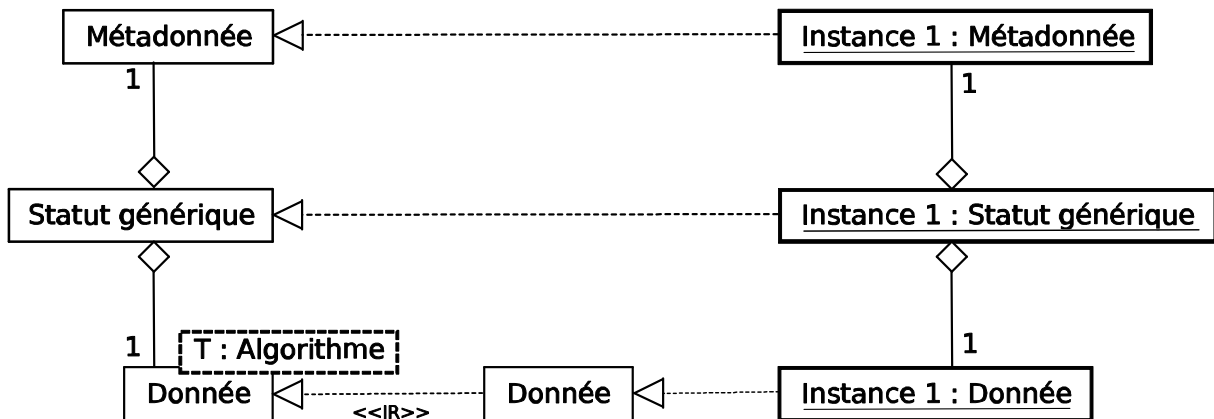 Métadonnée
Instance 1 : Métadonnée
1
1
Statut générique
Instance 1 : Statut générique
1
1
T : Algorithme
Donnée
<<IR>>
Donnée
Instance 1 : Donnée